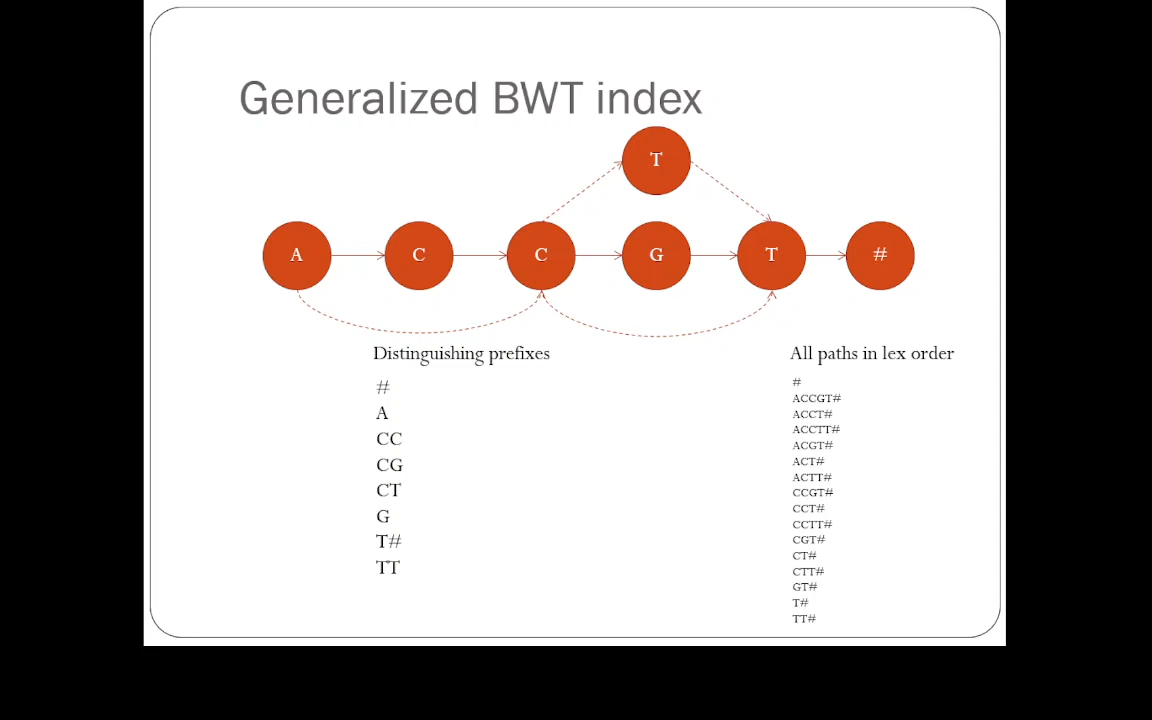 Generalized BWT index
T
A C C G T #
Distinguishing prefixes
#
A
CC
CG
CT
G
T#
TT
All paths in lex order
#
ACCGT#
ACCT#
ACCTT#
ACGT#
ACT#
ACTT#
CCGT#
CCT#
CCTT#
CGT#
CT#
CTT#
GT#
T#
TT#